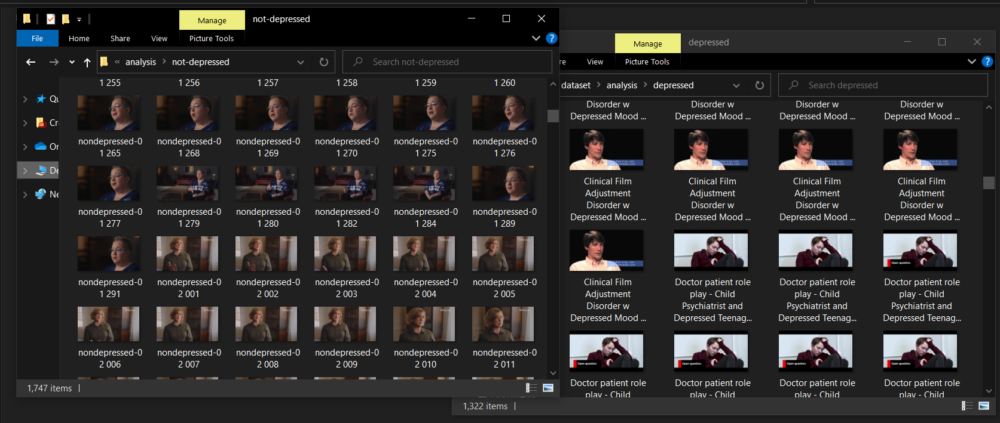 Manage
not-depressed
File
Home
Share
View
Picture Tools
?
« analysis > not-depressed
Search not-depressed
Qu
Cr
On
De
Ne
1 255
1 256
1 257
1 258
1 259
1 260
nondepressed-0
1 265
nondepressed-0
1 268
nondepressed-0
1 269
nondepressed-0
1 270
nondepressed-0
1 275
nondepressed-0
1 276
nondepressed-0
1 277
nondepressed-0
1 279
nondepressed-0
1 280
nondepressed-0
1 282
nondepressed-0
1 284
nondepressed-0
1 289
nondepressed-0
1 291
nondepressed-0
2 001
nondepressed-0
2 002
nondepressed-0
2 003
nondepressed-0
2 004
nondepressed-0
2 005
nondepressed-0
2 006
nondepressed-0
2 007
nondepressed-0
2 008
nondepressed-0
2 009
nondepressed-0
2 010
nondepressed-0
2 011
1,747 items
Manage
depressed
re
View
Picture Tools
?
dataset > analysis > depressed
Search depressed
Disorder w
Depressed Mood ...
Disorder w
Depressed Mood ...
Disorder w
Depressed Mood ...
Disorder w
Depressed Mood ...
Clinical Film
Adjustment
Disorder w
Depressed Mood ...
Clinical Film
Adjustment
Disorder w
Depressed Mood ...
Clinical Film
Adjustment
Disorder w
Depressed Mood ...
Clinical Film
Adjustment
Disorder w
Depressed Mood ...
Clinical Film
Adjustment
Disorder w
Depressed Mood ...
Doctor patient role
play - Child
Psychiatrist and
Depressed Teenag...
Doctor patient role
play - Child
Psychiatrist and
Depressed Teenag...
Open question.
Doctor patient role
play - Child
Psychiatrist and
Depressed Teenag...
Open question.
Doctor patient role
play - Child
Open question.
Doctor patient role
play - Child
Open question.
Doctor patient role
play - Child
Open question.
Doctor patient role
play - Child
1,322 items